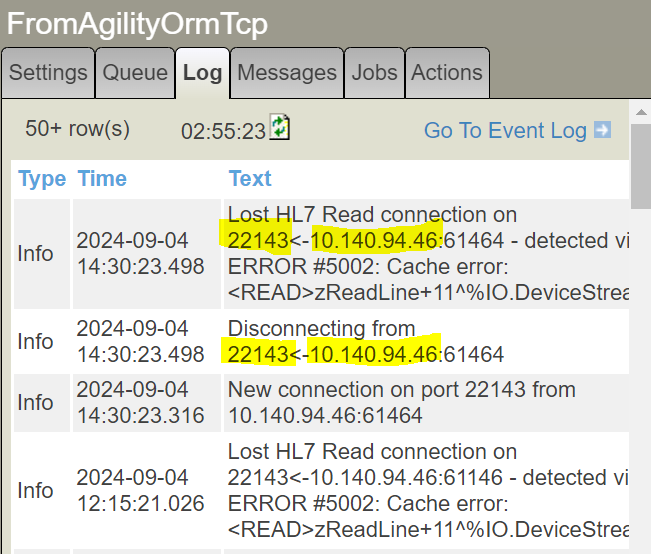 FromAgilityOrmTcp
Settings Queue Log Messages Jobs Actions
50+ row(s) 02:55:23 Go To Event Log
Type Time Text
Info 2024-09-04 14:30:23.498 Lost HL7 Read connection on
22143<-10.140.94.46:61464 - detected vi
ERROR #5002: Cache error:
<READ>zReadLine+11^%IO.DeviceStrea
Info 2024-09-04 14:30:23.498 Disconnecting from
22143<-10.140.94.46:61464
Info 2024-09-04 14:30:23.316 New connection on port 22143 from
10.140.94.46:61464
Info 2024-09-04 12:15:21.026 Lost HL7 Read connection on
22143<-10.140.94.46:61146 - detected vi
ERROR #5002: Cache error:
<READ>zReadLine+11^%IO.DeviceStrea